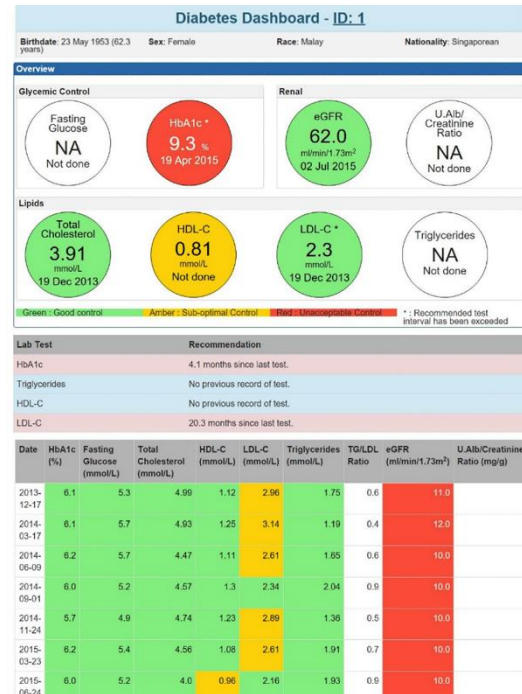 Diabetes Dashboard - ID: 1
Birthdate: 23 May 1953 (62.3 years) Sex: Female Race: Malay Nationality: Singaporean
Overview
Glycemic Control Renal
Fasting Glucose NA Not done
HbA1c * 9.3 % 19 Apr 2015
eGFR 62.0 ml/min/1.73m² 02 Jul 2015
U.Alb/ Creatinine Ratio NA Not done
Lipids
Total Cholesterol 3.91 mmol/L 19 Dec 2013
HDL-C 0.81 mmol/L Not done
LDL-C * 2.3 mmol/L 19 Dec 2013
Triglycerides NA Not done
Green : Good control Amber : Sub-optimal Control Red : Unacceptable Control * : Recommended test interval has been exceeded
Lab Test Recommendation
HbA1c 4.1 months since last test.
Triglycerides No previous record of test.
HDL-C No previous record of test.
LDL-C 20.3 months since last test.
Date HbA1c (%) Fasting Glucose (mmol/L) Total Cholesterol (mmol/L) HDL-C (mmol/L) LDL-C (mmol/L) Triglycerides (mmol/L) TG/LDL Ratio eGFR (ml/min/1.73m²) U.Alb/Creatinine Ratio (mg/g)
2013-12-17 6.1 5.3 4.99 1.12 2.96 1.75 0.6 11.0
2014-03-17 6.1 5.7 4.93 1.25 3.14 1.19 0.4 12.0
2014-06-09 6.2 5.7 4.47 1.11 2.61 1.65 0.6 10.0
2014-09-01 6.0 5.2 4.57 1.3 2.34 2.04 0.9 10.0
2014-11-24 5.7 4.9 4.74 1.23 2.89 1.36 0.5 10.0
2015-03-23 6.2 5.4 4.56 1.08 2.61 1.91 0.7 10.0
2015-06-24 6.0 5.2 4.0 0.96 2.16 1.93 0.9 10.0